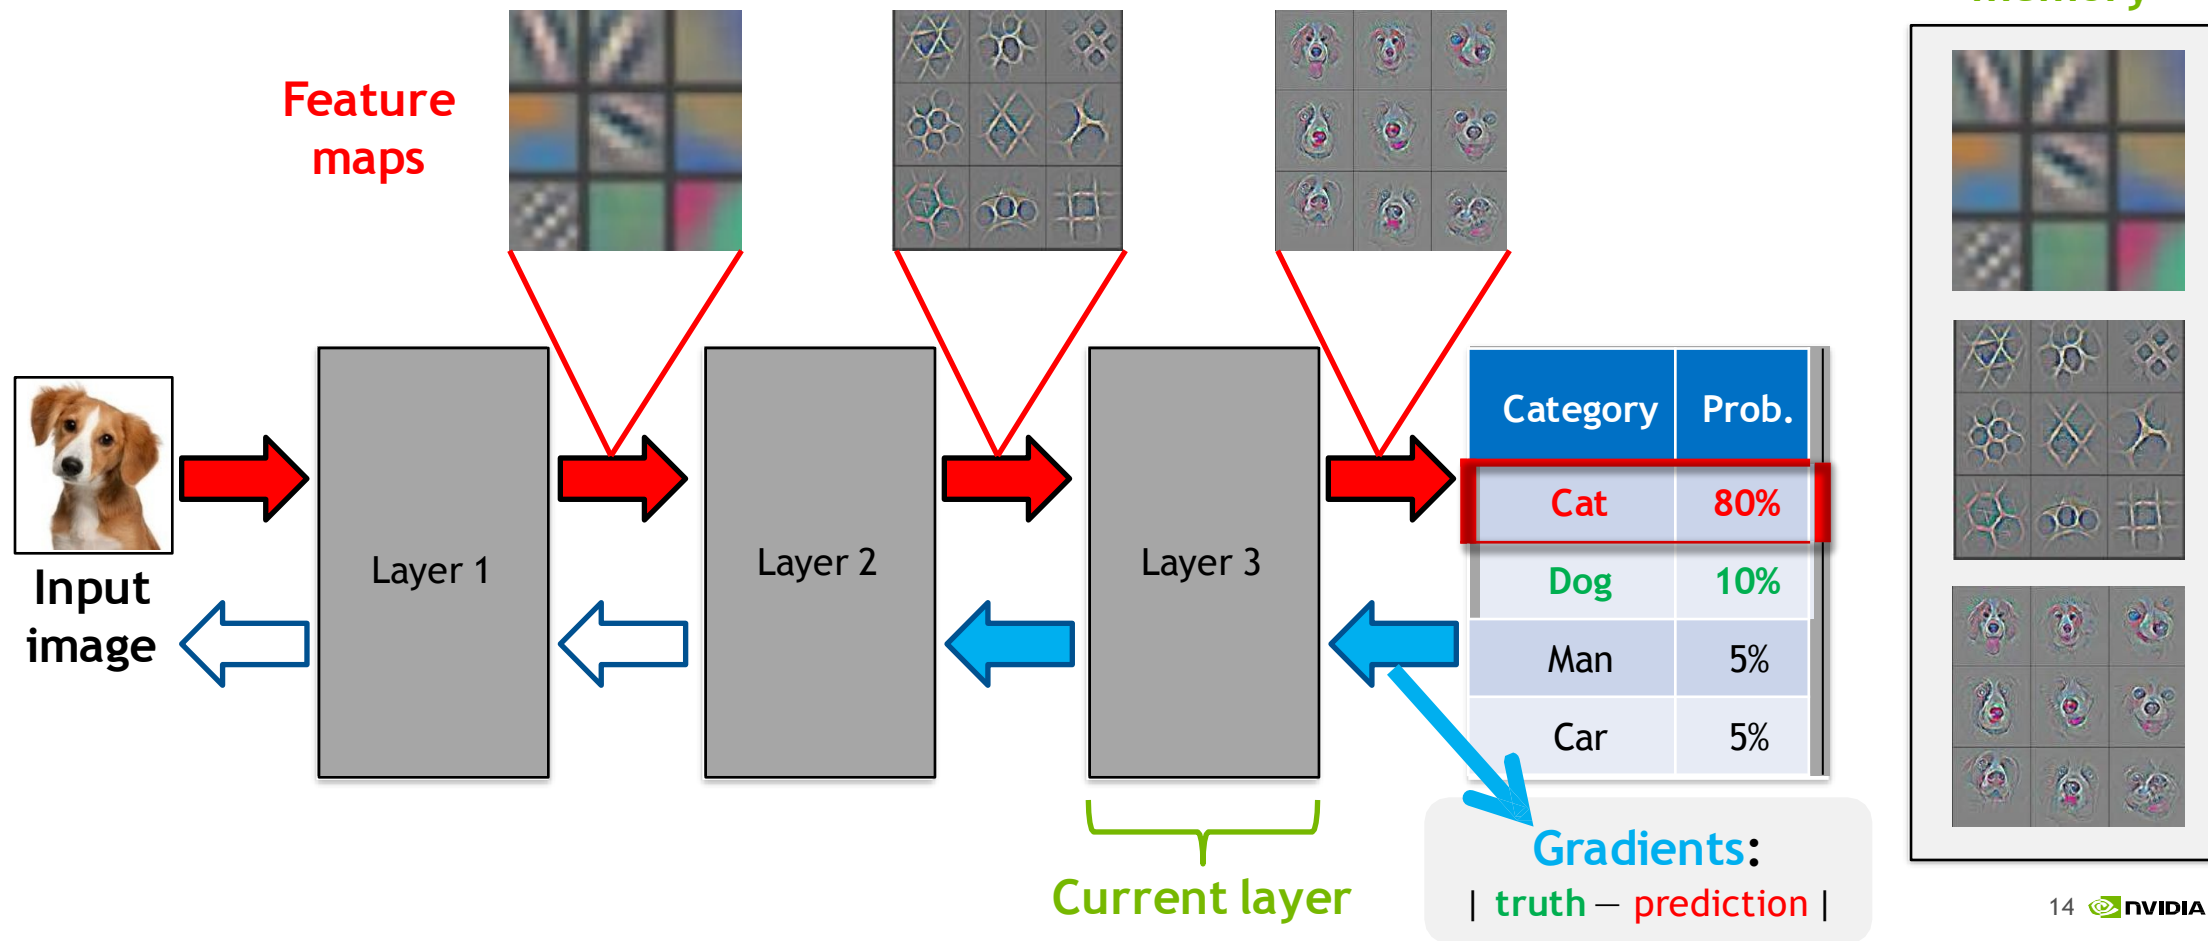 memory
Feature
maps
Input
image
Layer 1
Layer 2
Layer 3
Category Prob.
Cat 80%
Dog 10%
Man 5%
Car 5%
Current layer
Gradients:
| truth — prediction |
14 NVIDIA